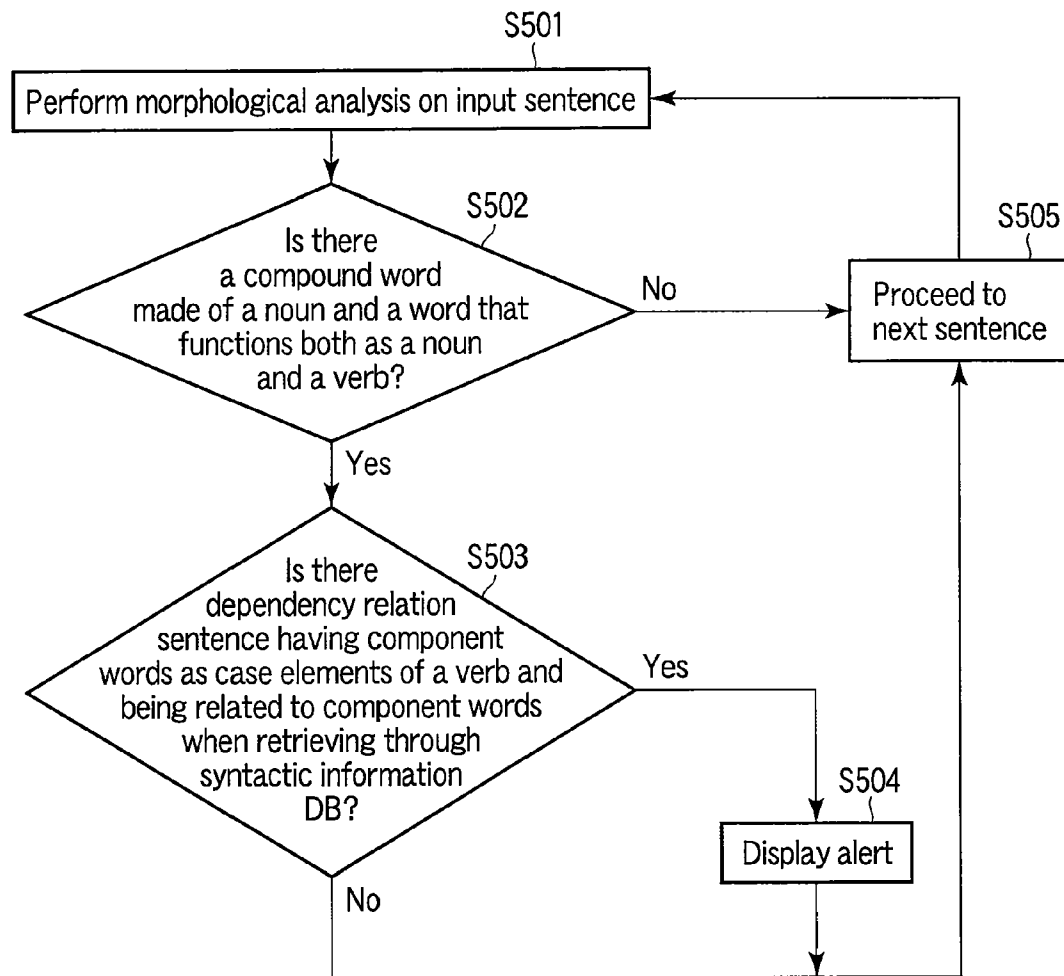 S501
Perform morphological analysis on input sentence
S502
Is there
a compound word
made of a noun and a word that
functions both as a noun
and a verb?
No
S505
Proceed to
next sentence
Yes
S503
Is there
dependency relation
sentence having component
words as case elements of a verb and
being related to component words
when retrieving through
syntactic information
DB?
Yes
S504
Display alert
No